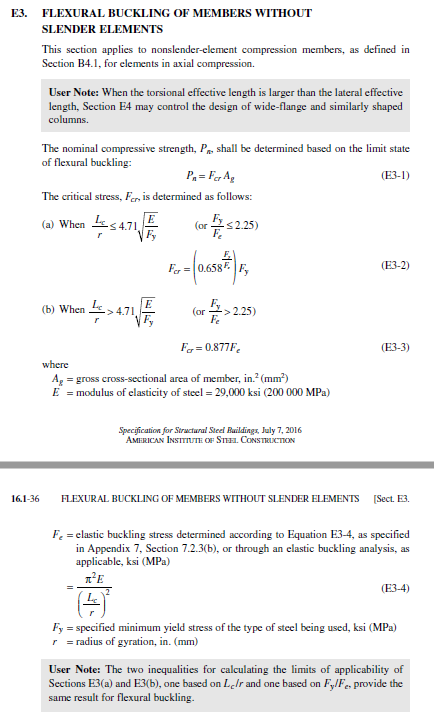 E3. FLEXURAL BUCKLING OF MEMBERS WITHOUT
SLENDER ELEMENTS
This section applies to nonslender-element compression members, as defined in
Section B4.1, for elements in axial compression.
User Note: When the torsional effective length is larger than the lateral effective
length, Section E4 may control the design of wide-flange and similarly shaped
columns.
The nominal compressive strength, Pn, shall be determined based on the limit state
of flexural buckling:
Pn = Fcr Ag (E3-1)
The critical stress, Fcr, is determined as follows:
(a) When Lc/r ≤ 4.71√(E/Fy) (or Fy/Fe ≤ 2.25)
Fcr = (0.658^(Fy/Fe)) Fy (E3-2)
(b) When Lc/r > 4.71√(E/Fy) (or Fy/Fe > 2.25)
Fcr = 0.877Fe (E3-3)
where
Ag = gross cross-sectional area of member, in.² (mm²)
E = modulus of elasticity of steel = 29,000 ksi (200 000 MPa)
Specification for Structural Steel Buildings, July 7, 2016
AMERICAN INSTITUTE OF STEEL CONSTRUCTION
16.1-36 FLEXURAL BUCKLING OF MEMBERS WITHOUT SLENDER ELEMENTS [Sect. E3.
Fe = elastic buckling stress determined according to Equation E3-4, as specified
in Appendix 7, Section 7.2.3(b), or through an elastic buckling analysis, as
applicable, ksi (MPa)
= π²E/(Lc/r)² (E3-4)
Fy = specified minimum yield stress of the type of steel being used, ksi (MPa)
r = radius of gyration, in. (mm)
User Note: The two inequalities for calculating the limits of applicability of
Sections E3(a) and E3(b), one based on Lc/r and one based on Fy/Fe, provide the
same result for flexural buckling.